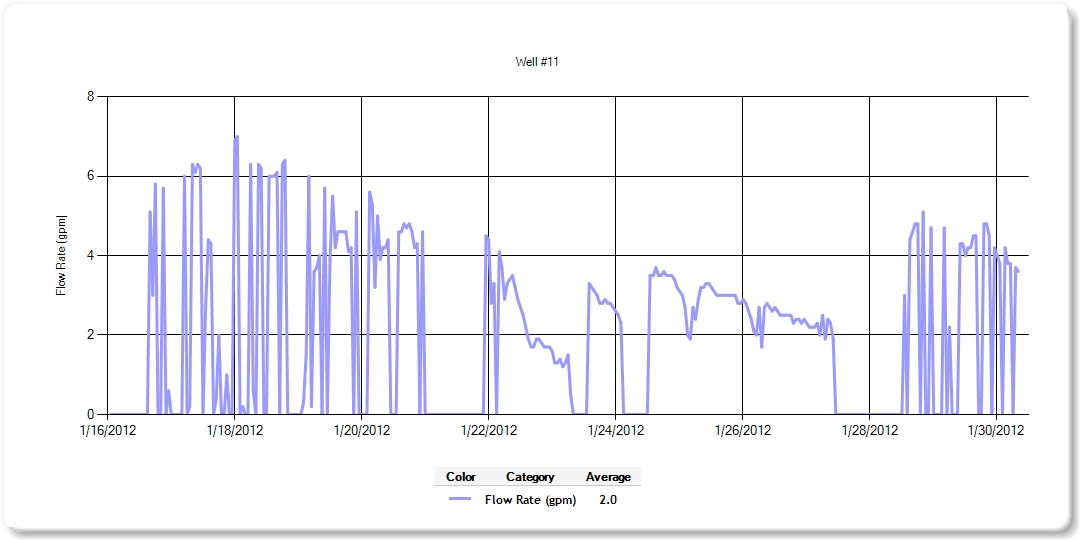 Well #11
8
6
4
2
0
Flow Rate (gpm|
1/16/2012 1/18/2012 1/20/2012 1/22/2012 1/24/2012 1/26/2012 1/28/2012 1/30/2012
Color Category Average
Flow Rate (gpm) 2.0